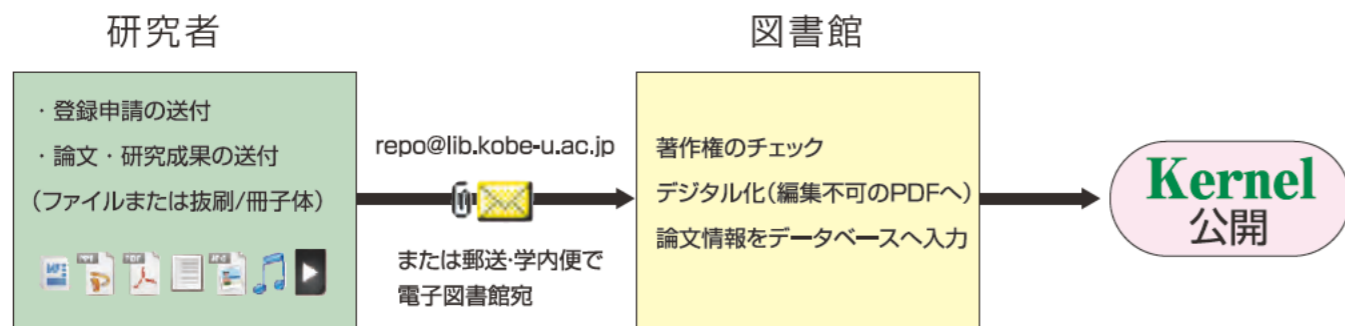 研究者
図書館
・登録申請の送付
・論文・研究成果の送付
(ファイルまたは抜刷/冊子体)
repo@lib.kobe-u.ac.jp
または郵送・学内便で
電子図書館宛
著作権のチェック
デジタル化(編集不可のPDFへ)
論文情報をデータベースへ入力
Kernel
公開